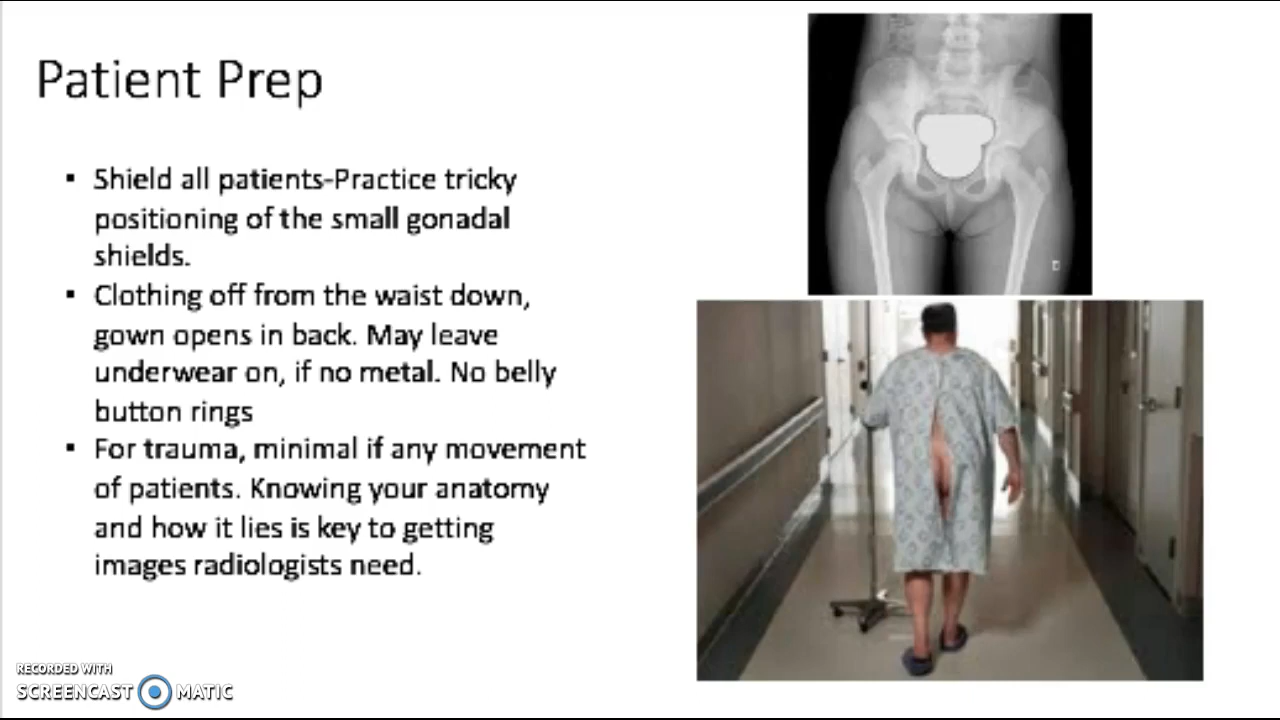 Patient Prep
▪ Shield all patients-Practice tricky
positioning of the small gonadal
shields.
▪ Clothing off from the waist down,
gown opens in back. May leave
underwear on, if no metal. No belly
button rings
▪ For trauma, minimal if any movement
of patients. Knowing your anatomy
and how it lies is key to getting
images radiologists need.
RECORDED WITH
SCREENCAST MATIC